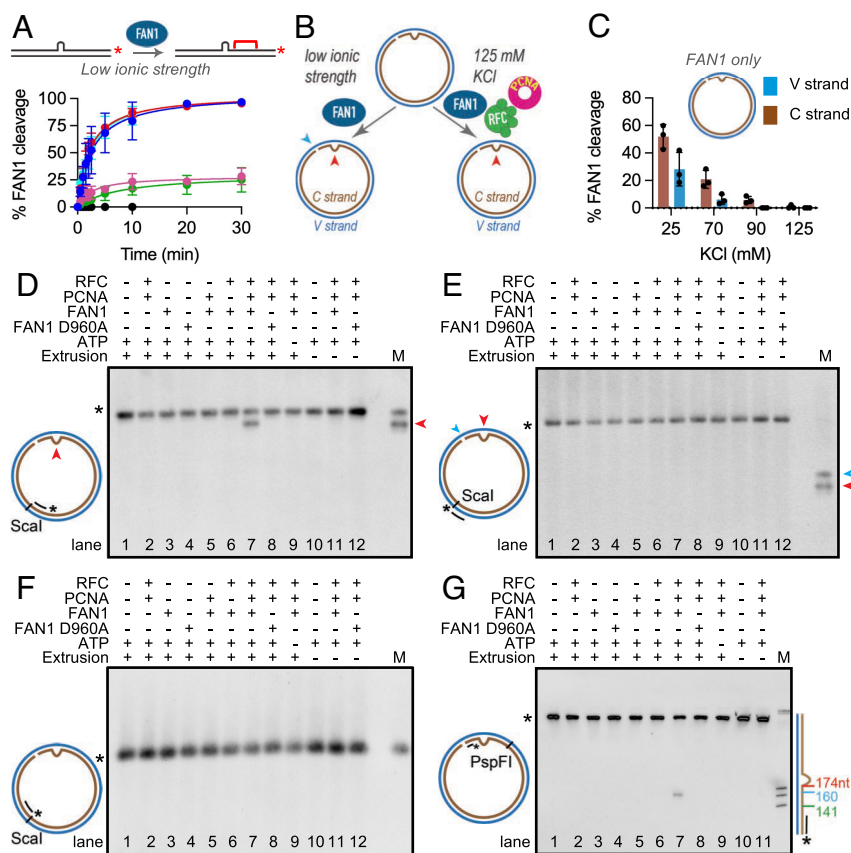 A
FAN1
*
*
Low ionic strength
% FAN1 cleavage
100
75
50
25
0
0 10 20 30
Time (min)
B
low ionic
strength
125 mM
KCl
FAN1
FAN1
PCNA
RFC
C strand
V strand
C strand
V strand
C
FAN1 only
V strand
C strand
% FAN1 cleavage
80
60
40
20
0
25 70 90 125
KCl (mM)
D
RFC - + - - - + + + + - + +
PCNA - + - - + - + + + - + +
FAN1 - - + - + + + - + - + -
FAN1 D960A - - - + - - - + - - - +
ATP + + + + + + + + - + + +
Extrusion + + + + + + + + + - - - M
*
*
ScaI
lane 1 2 3 4 5 6 7 8 9 10 11 12
E
RFC - + - - - + + + + - + +
PCNA - + - - + - + + + - + +
FAN1 - - + - + + + - + - + -
FAN1 D960A - - - + - - - + - - - +
ATP + + + + + + + + - + + +
Extrusion + + + + + + + + + - - - M
*
ScaI
*
lane 1 2 3 4 5 6 7 8 9 10 11 12
F
RFC - + - - - + + + + - + +
PCNA - + - - + - + + + - + +
FAN1 - - + - + + + - + - + -
FAN1 D960A - - - + - - - + - - - +
ATP + + + + + + + + - + + +
Extrusion + + + + + + + + + - - - M
*
*
ScaI
lane 1 2 3 4 5 6 7 8 9 10 11 12
G
RFC - + - - - + + + + - +
PCNA - + - - + - + + + - +
FAN1 - - + - + + + - + - +
FAN1 D960A - - - + - - - + - - -
ATP + + + + + + + + - + +
Extrusion + + + + + + + + + - - M
*
*
PspFI
174nt
160
141
*
lane 1 2 3 4 5 6 7 8 9 10 11